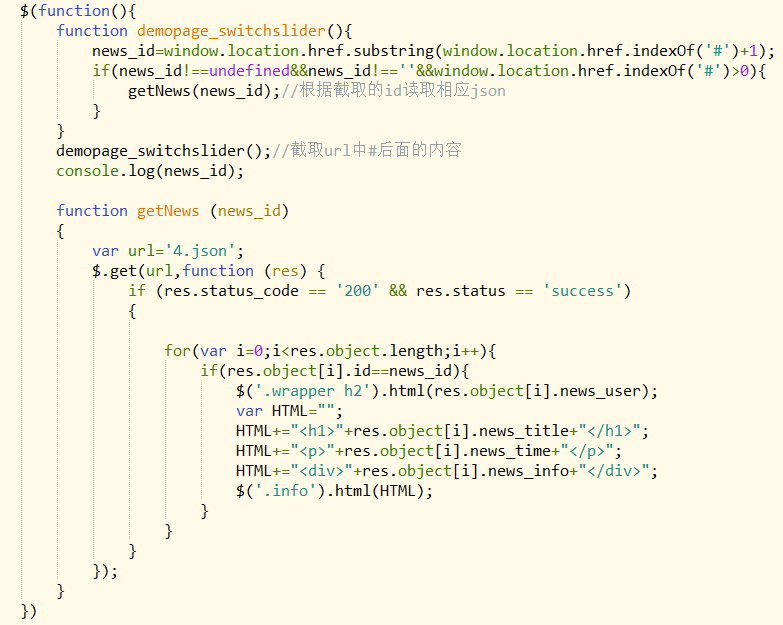 $(function(){
function demopage_switchslider(){
news_id=window.location.href.substring(window.location.href.indexOf('#')+1);
if(news_id!==undefined&&news_id!==''&&window.location.href.indexOf('#')>0){
getNews(news_id);//根据截取的id读取相应json
}
}
demopage_switchslider();//截取url中#后面的内容
console.log(news_id);
function getNews (news_id)
{
var url='4.json';
$.get(url,function (res) {
if (res.status_code == '200' && res.status == 'success')
{
for(var i=0;i<res.object.length;i++){
if(res.object[i].id==news_id){
$('.wrapper h2').html(res.object[i].news_user);
var HTML="";
HTML+="<h1>"+res.object[i].news_title+"</h1>";
HTML+="<p>"+res.object[i].news_time+"</p>";
HTML+="<div>"+res.object[i].news_info+"</div>";
$('.info').html(HTML);
}
}
}
});
}
})